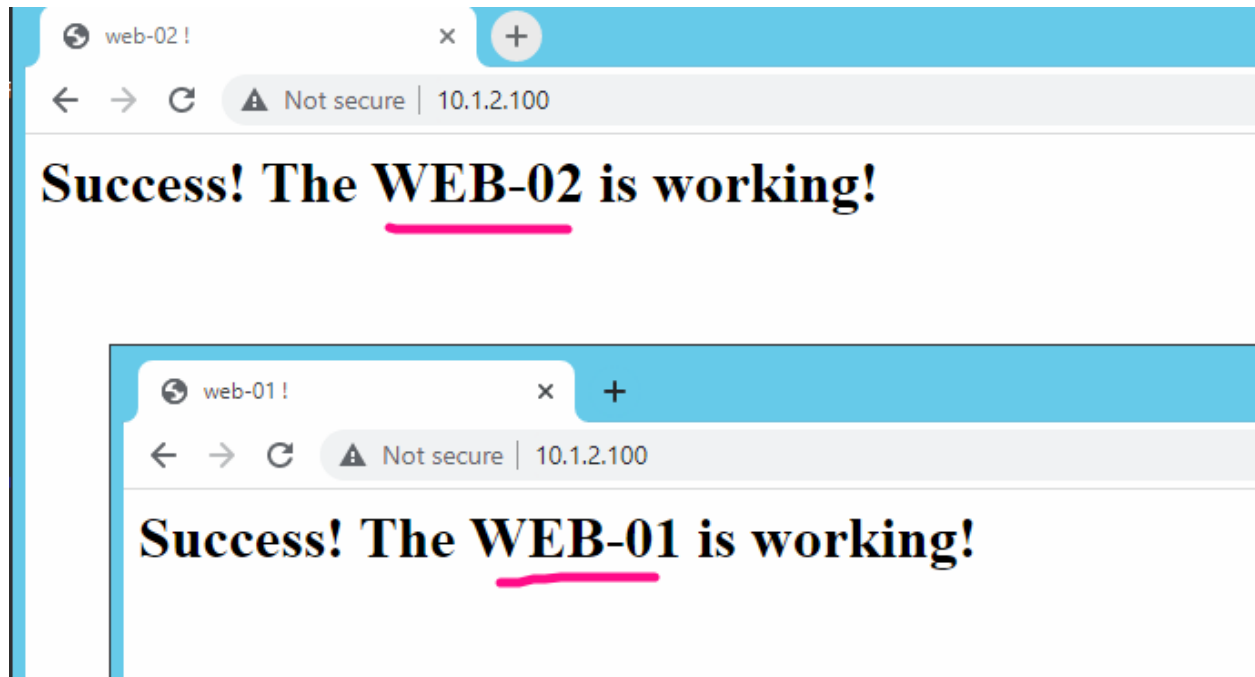 web-02 !
Not secure | 10.1.2.100
Success! The WEB-02 is working!
web-01 !
Not secure | 10.1.2.100
Success! The WEB-01 is working!